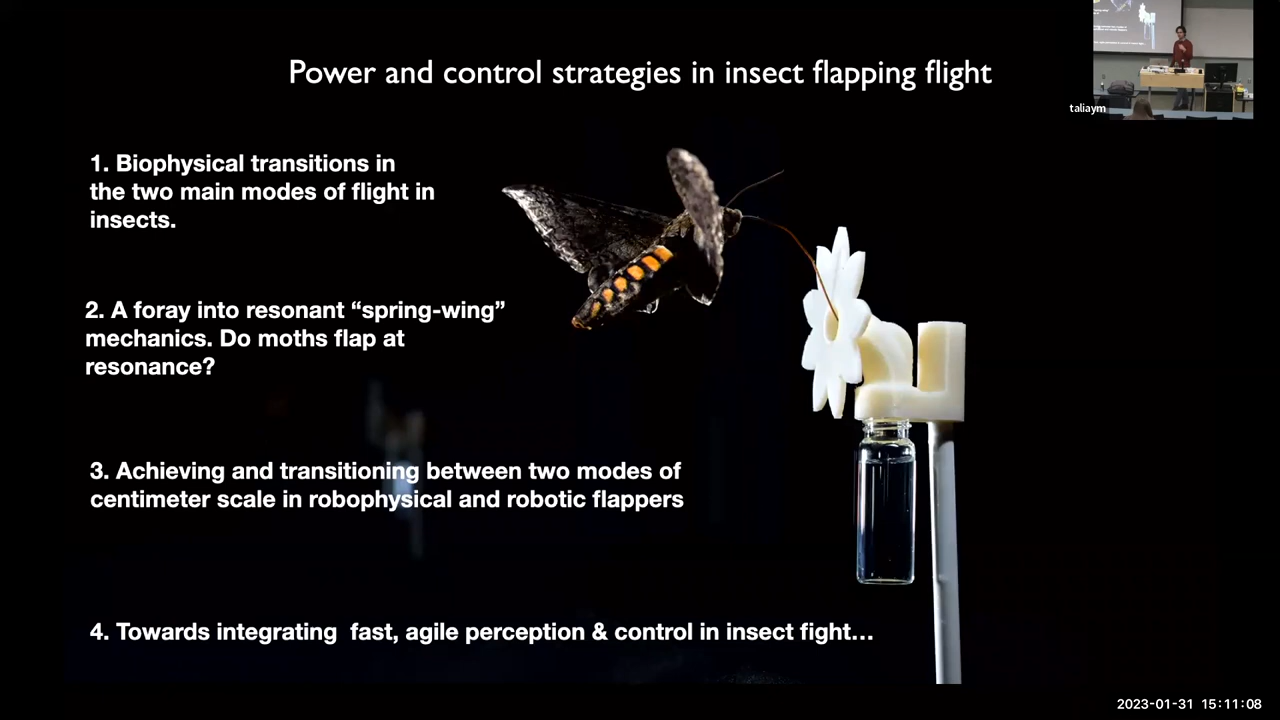 Power and control strategies in insect flapping flight
taliaym
1. Biophysical transitions in
the two main modes of flight in
insects.
2. A foray into resonant “spring-wing”
mechanics. Do moths flap at
resonance?
3. Achieving and transitioning between two modes of
centimeter scale in robophysical and robotic flappers
4. Towards integrating  fast, agile perception & control in insect fight…
2023-01-31 15:11:08